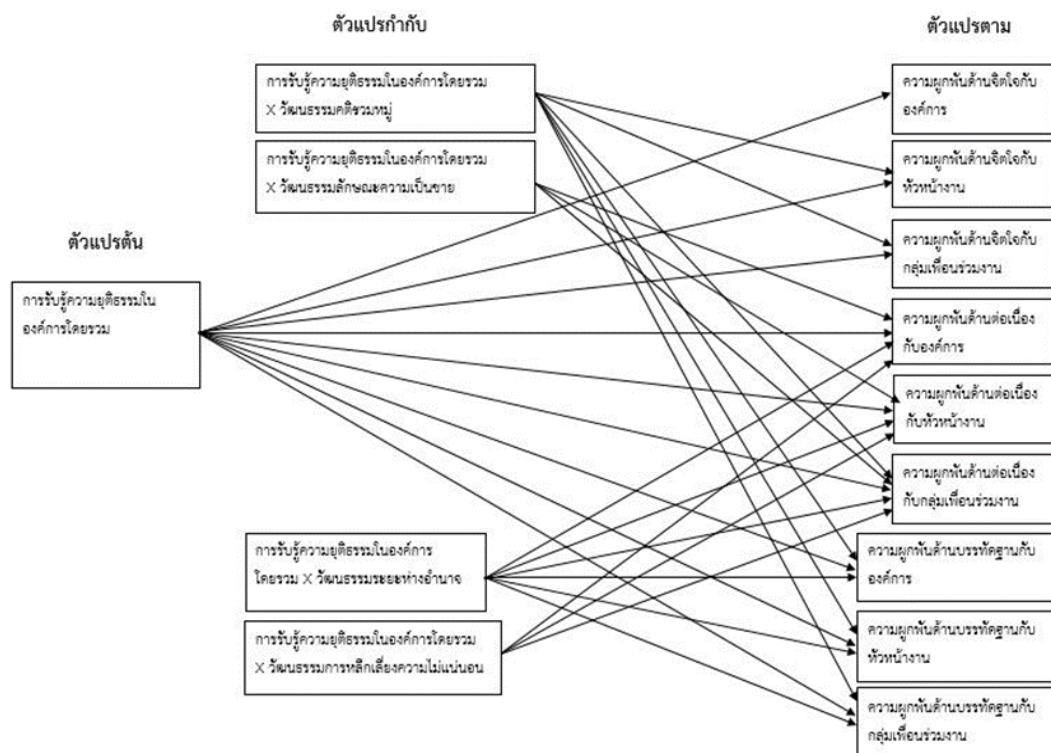 ตัวแปรกำกับ
ตัวแปรตาม
การรับรู้ความยุติธรรมในองค์การโดยรวม
X วัฒนธรรมคติรวมหมู่
การรับรู้ความยุติธรรมในองค์การโดยรวม
X วัฒนธรรมลักษณะความเป็นชาย
ตัวแปรต้น
การรับรู้ความยุติธรรมใน
องค์การโดยรวม
การรับรู้ความยุติธรรมในองค์การ
โดยรวม X วัฒนธรรมระยะห่างอำนาจ
การรับรู้ความยุติธรรมในองค์การโดยรวม
X วัฒนธรรมการหลีกเลี่ยงความไม่แน่นอน
ความผูกพันด้านจิตใจกับ
องค์การ
ความผูกพันด้านจิตใจกับ
หัวหน้างาน
ความผูกพันด้านจิตใจกับ
กลุ่มเพื่อนร่วมงาน
ความผูกพันด้านต่อเนื่อง
กับองค์การ
ความผูกพันด้านต่อเนื่อง
กับหัวหน้างาน
ความผูกพันด้านต่อเนื่อง
กับกลุ่มเพื่อนร่วมงาน
ความผูกพันด้านบรรทัดฐานกับ
องค์การ
ความผูกพันด้านบรรทัดฐานกับ
หัวหน้างาน
ความผูกพันด้านบรรทัดฐานกับ
กลุ่มเพื่อนร่วมงาน